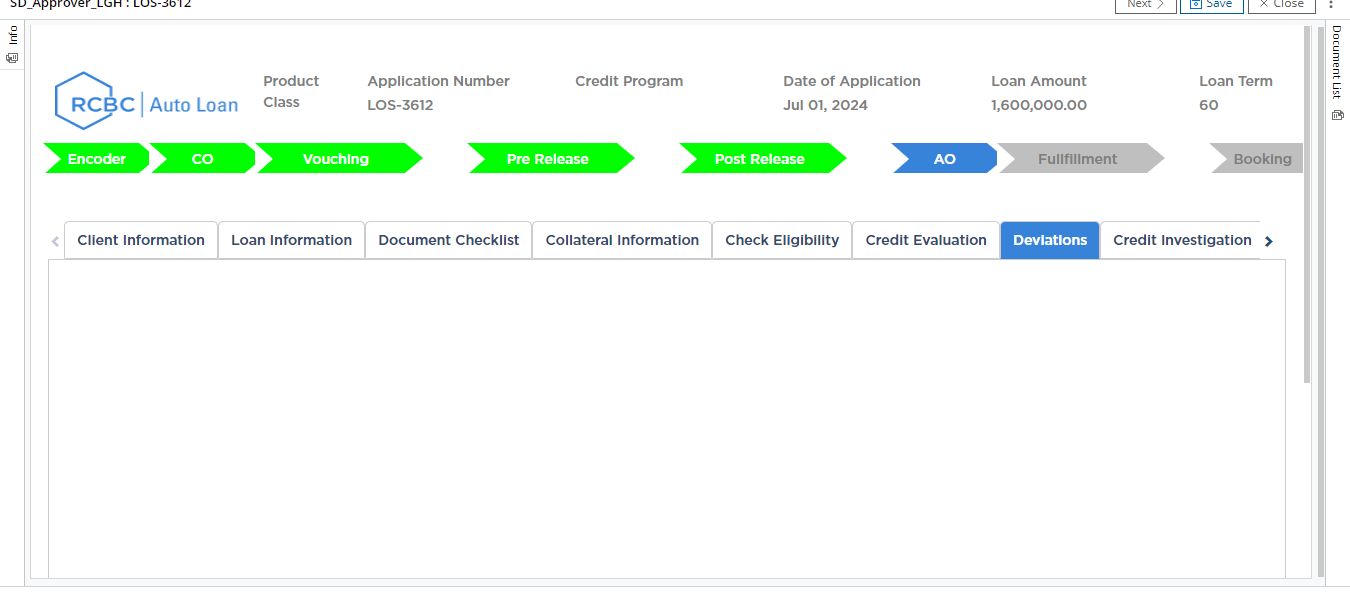 SD_Approver_LGH : LOS-3612
Next
Save
Close
Info
Document List
RCBC | Auto Loan
Product Class
Application Number
LOS-3612
Credit Program
Date of Application
Jul 01, 2024
Loan Amount
1,600,000.00
Loan Term
60
Encoder
CO
Vouching
Pre Release
Post Release
AO
Fullfillment
Booking
Client Information
Loan Information
Document Checklist
Collateral Information
Check Eligibility
Credit Evaluation
Deviations
Credit Investigation